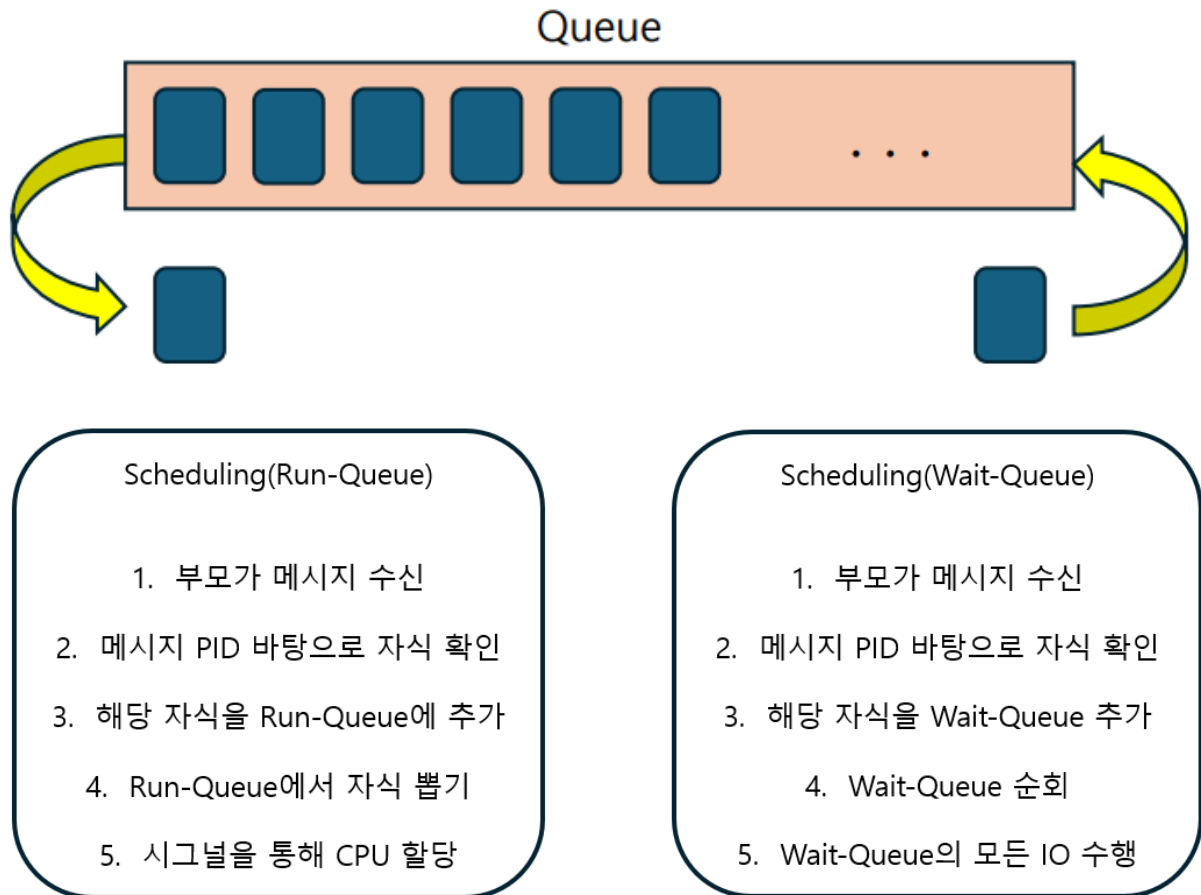 Queue
. . .
Scheduling(Run-Queue)
1. 부모가 메시지 수신
2. 메시지 PID 바탕으로 자식 확인
3. 해당 자식을 Run-Queue에 추가
4. Run-Queue에서 자식 뽑기
5. 시그널을 통해 CPU 할당
Scheduling(Wait-Queue)
1. 부모가 메시지 수신
2. 메시지 PID 바탕으로 자식 확인
3. 해당 자식을 Wait-Queue 추가
4. Wait-Queue 순회
5. Wait-Queue의 모든 IO 수행